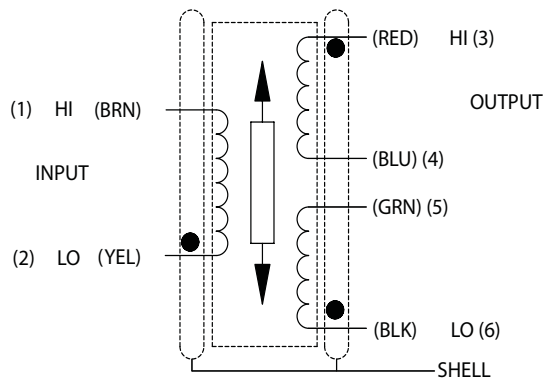 (RED) HI (3)
(1) HI (BRN)
OUTPUT
(BLU) (4)
INPUT
(GRN) (5)
(2) LO (YEL)
(BLK) LO (6)
SHELL